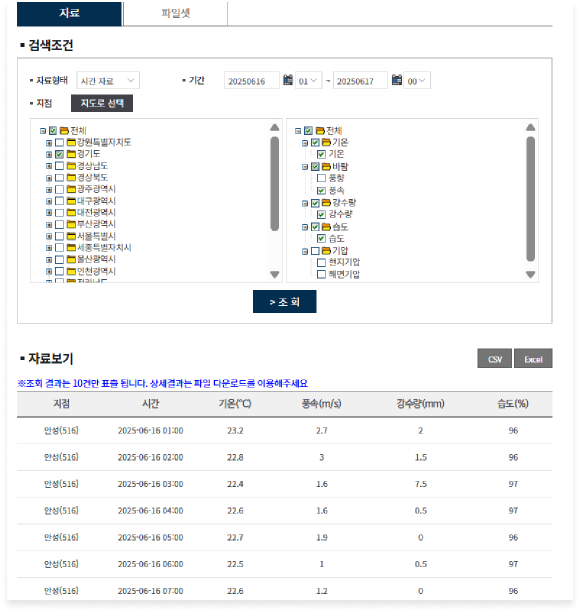 자료 파일셋
▪ 검색조건
▪ 자료형태 시간 자료 ▪ 기간 20250616 01 ~ 20250617 00
▪ 지점 지도로 선택
전체
강원특별자치도
경기도
경상남도
경상북도
광주광역시
대구광역시
대전광역시
부산광역시
서울특별시
세종특별자치시
울산광역시
인천광역시
전라남도
전체
기온
기온
바람
풍향
풍속
강수량
강수량
습도
습도
기압
현지기압
해면기압
> 조 회
▪ 자료보기 CSV Excel
※조회 결과는 10건만 표출 됩니다. 상세결과는 파일 다운로드를 이용해주세요
지점 시간 기온(℃) 풍속(m/s) 강수량(mm) 습도(%)
안성(516) 2025-06-16 01:00 23.2 2.7 2 96
안성(516) 2025-06-16 02:00 22.8 3 1.5 96
안성(516) 2025-06-16 03:00 22.4 1.6 7.5 97
안성(516) 2025-06-16 04:00 22.6 1.6 0.5 97
안성(516) 2025-06-16 05:00 22.7 1.9 0 96
안성(516) 2025-06-16 06:00 22.5 1 0.5 97
안성(516) 2025-06-16 07:00 22.6 1.2 0 96